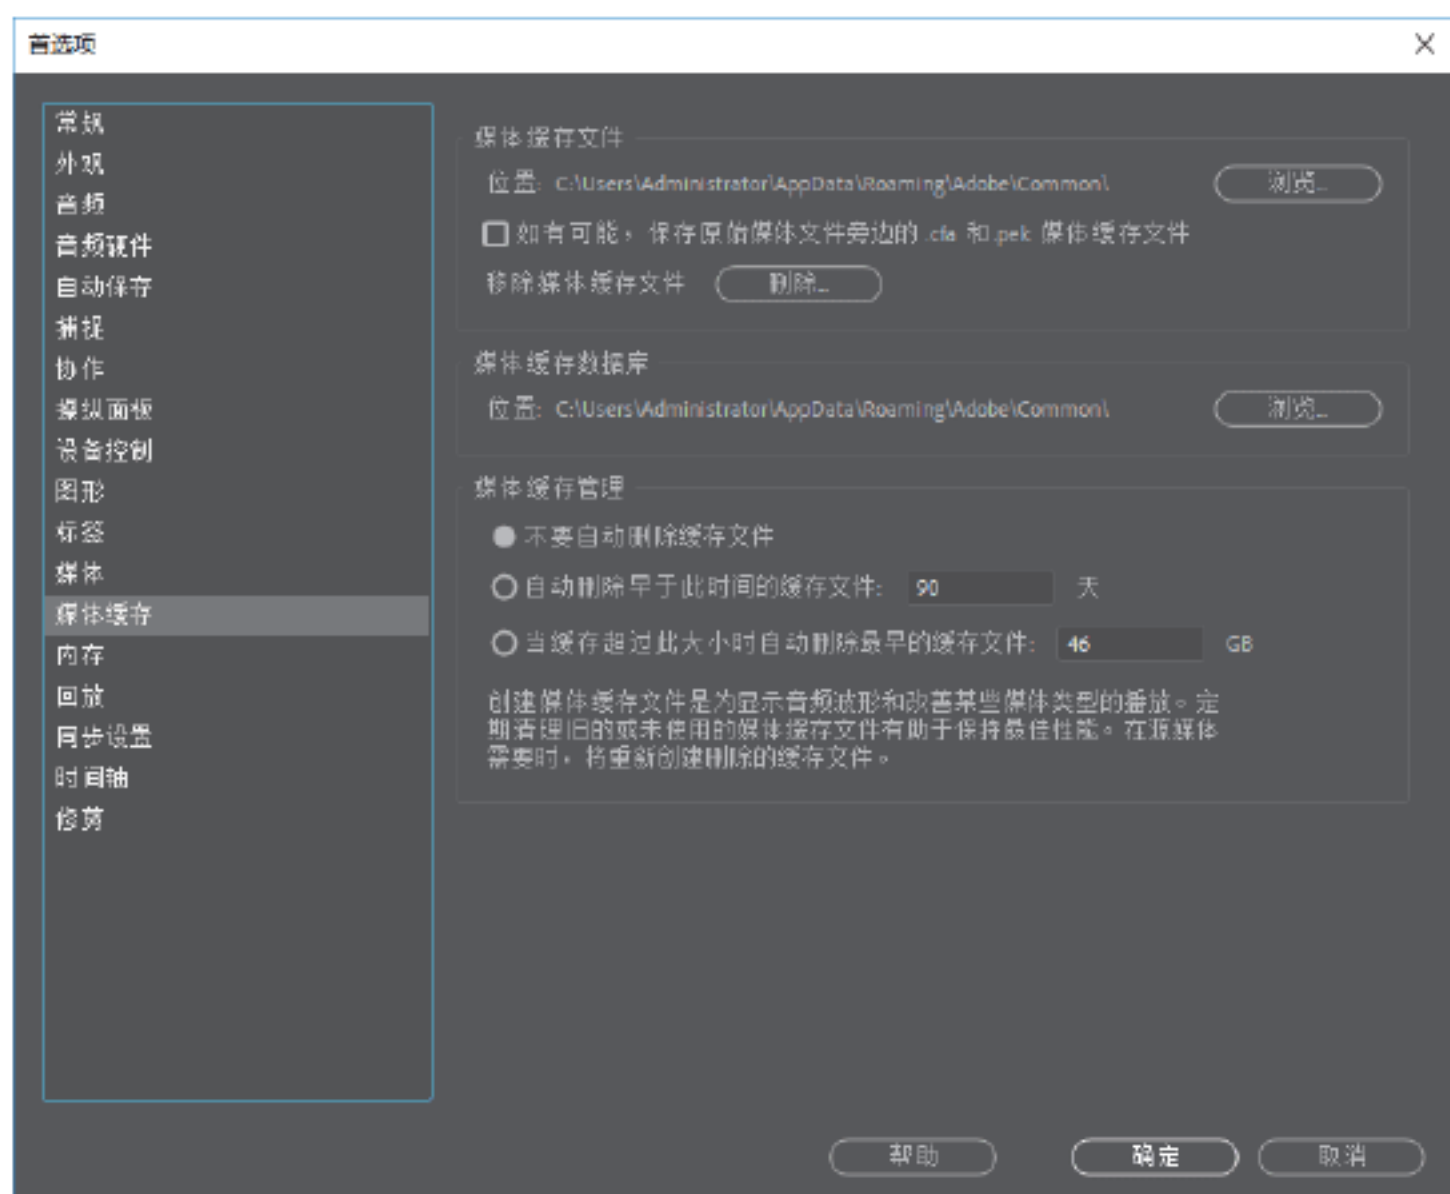 首选项
常规
外观
音频
音频硬件
自动保存
捕捉
协作
操纵面板
设备控制
图形
标签
媒体
媒体缓存
内存
回放
同步设置
时间轴
修剪
媒体缓存文件
位置: C:\Users\Administrator\AppData\Roaming\Adobe\Common\ 浏览...
如有可能，保存原始媒体文件旁边的 .cfa 和.pek 媒体缓存文件
移除媒体缓存文件 删除...
媒体缓存数据库
位置: C:\Users\Administrator\AppData\Roaming\Adobe\Common\ 浏览...
媒体缓存管理
不要自动删除缓存文件
自动删除早于此时间的缓存文件: 90 天
当缓存超过此大小时自动删除最早的缓存文件: 46 GB
创建媒体缓存文件是为显示音频波形和改善某些媒体类型的播放。定
期清理旧的或未使用的媒体缓存文件有助于保持最佳性能。在源媒体
需要时，将重新创建删除的缓存文件。
帮助 确定 取消